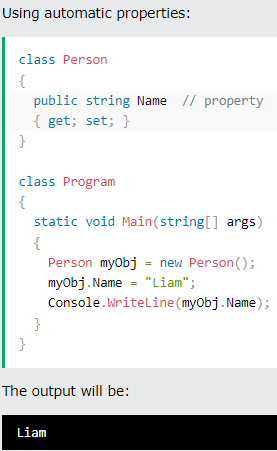 Using automatic properties:
class Person
{
  public string Name  // property
  { get; set; }
}
class Program
{
  static void Main(string[] args)
  {
    Person myObj = new Person();
    myObj.Name = "Liam";
    Console.WriteLine(myObj.Name);
  }
}
The output will be:
Liam